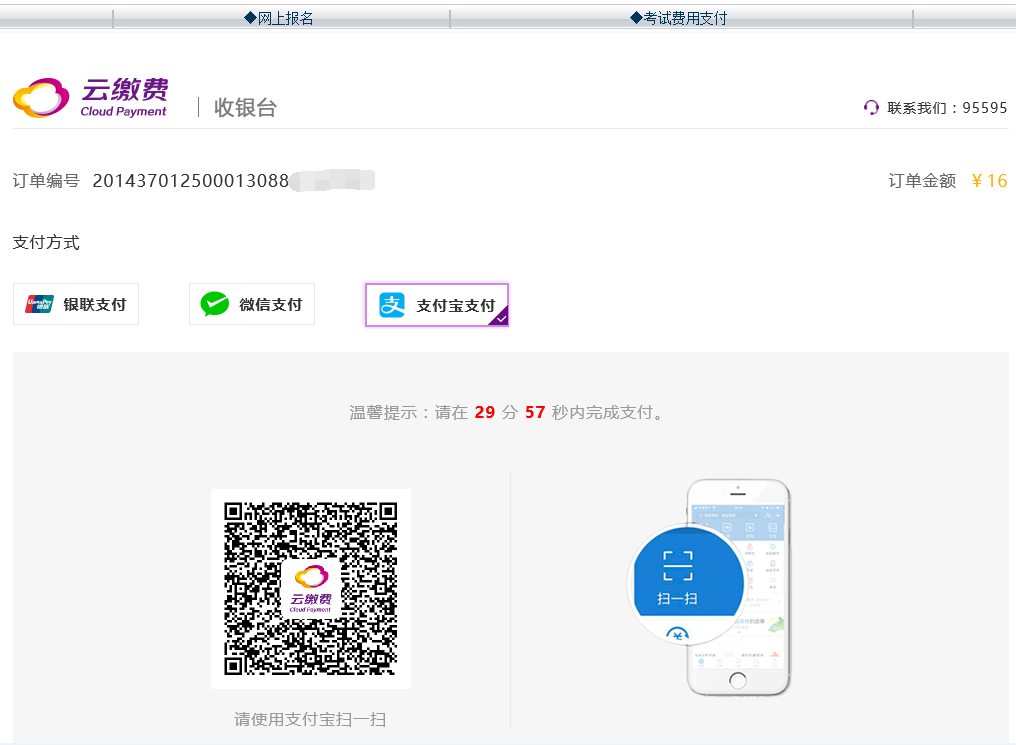 ◆网上报名 ◆考试费用支付
云缴费
Cloud Payment
收银台
联系我们：95595
订单编号 201437012500013088
订单金额 ￥16
支付方式
银联支付 微信支付 支付宝支付
温馨提示：请在 29 分 57 秒内完成支付。
云缴费
Cloud Payment
扫一扫
请使用支付宝扫一扫